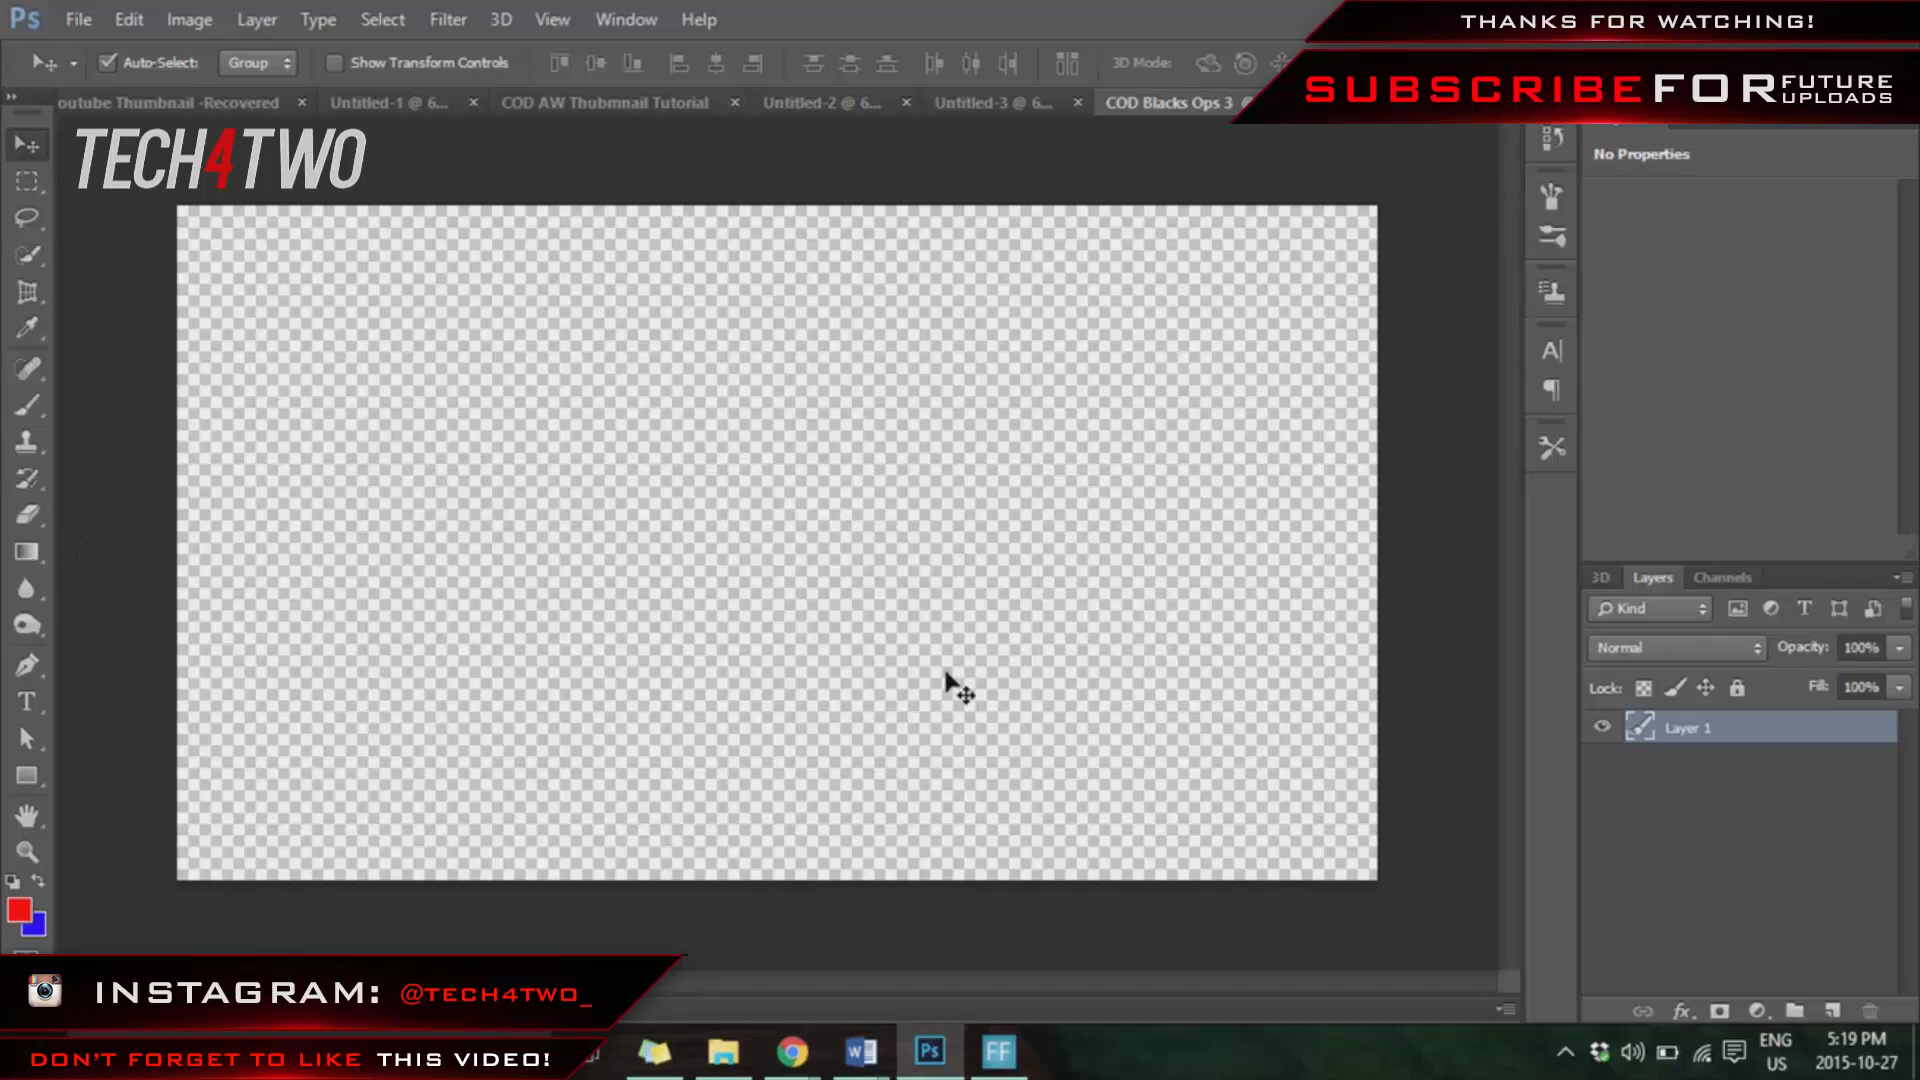 Ps File Edit Image Layer Type Select Filter 3D View Window Help
THANKS FOR WATCHING!
Auto-Select: Group Show Transform Controls 3D Mode:
SUBSCRIBE FOR FUTURE UPLOADS
outube Thumbnail -Recovered × Untitled-1 @ 6... × COD AW Thubmnail Tutorial × Untitled-2 @ 6... × Untitled-3 @ 6... × COD Blacks Ops 3 @
TECH4TWO
No Properties
3D Layers Channels
Kind
Normal Opacity: 100%
Lock: Fill: 100%
Layer 1
INSTAGRAM: @TECH4TWO_
DON'T FORGET TO LIKE THIS VIDEO!
Ps FF
ENG US
5:19 PM
2015-10-27